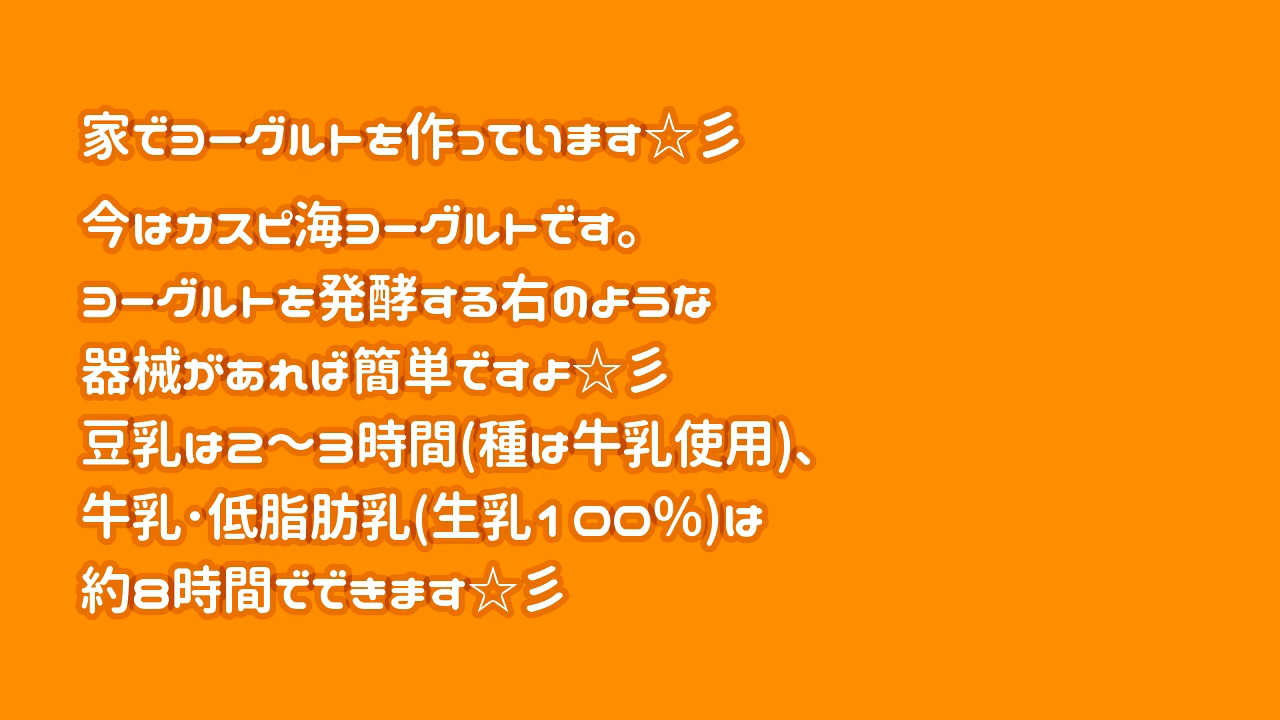 家でヨーグルトを作っています☆彡
今はカスピ海ヨーグルトです。
ヨーグルトを発酵する右のような
器械があれば簡単ですよ☆彡
豆乳は2～3時間(種は牛乳使用)、
牛乳・低脂肪乳(生乳１００％)は
約8時間でできます☆彡